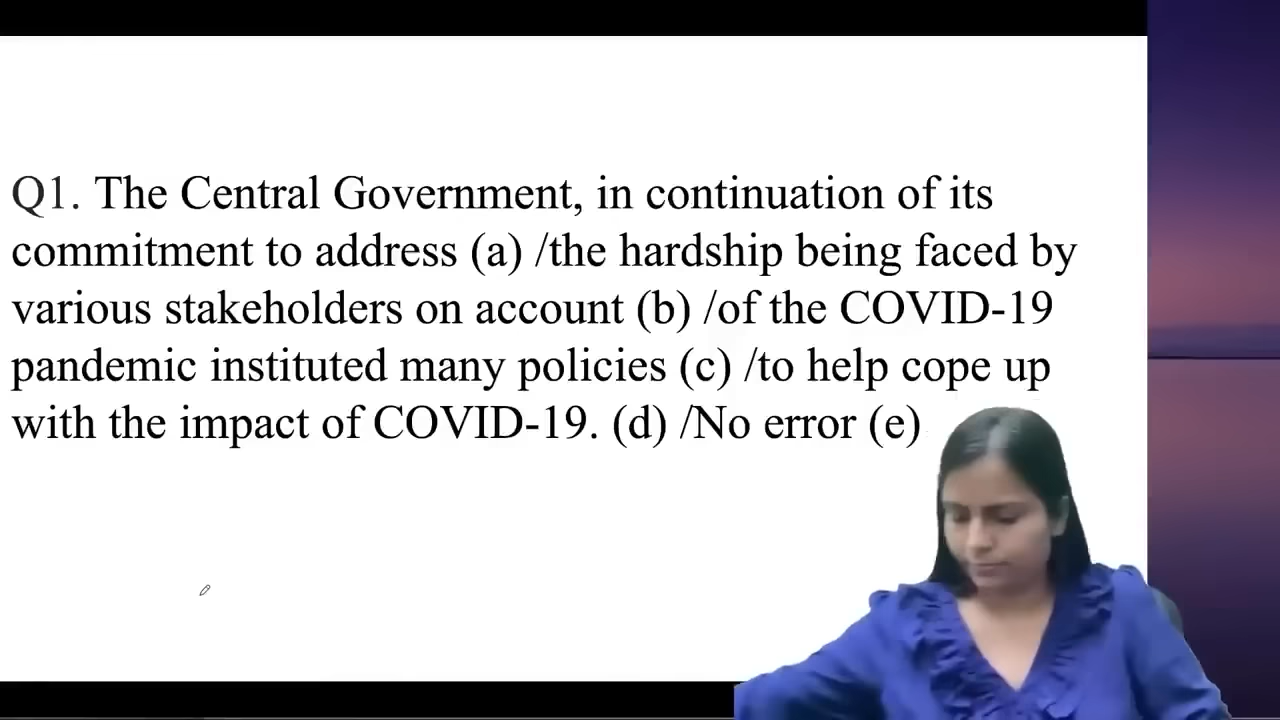 Q1. The Central Government, in continuation of its
commitment to address (a) /the hardship being faced by
various stakeholders on account (b) /of the COVID-19
pandemic instituted many policies (c) /to help cope up
with the impact of COVID-19. (d) /No error (e)